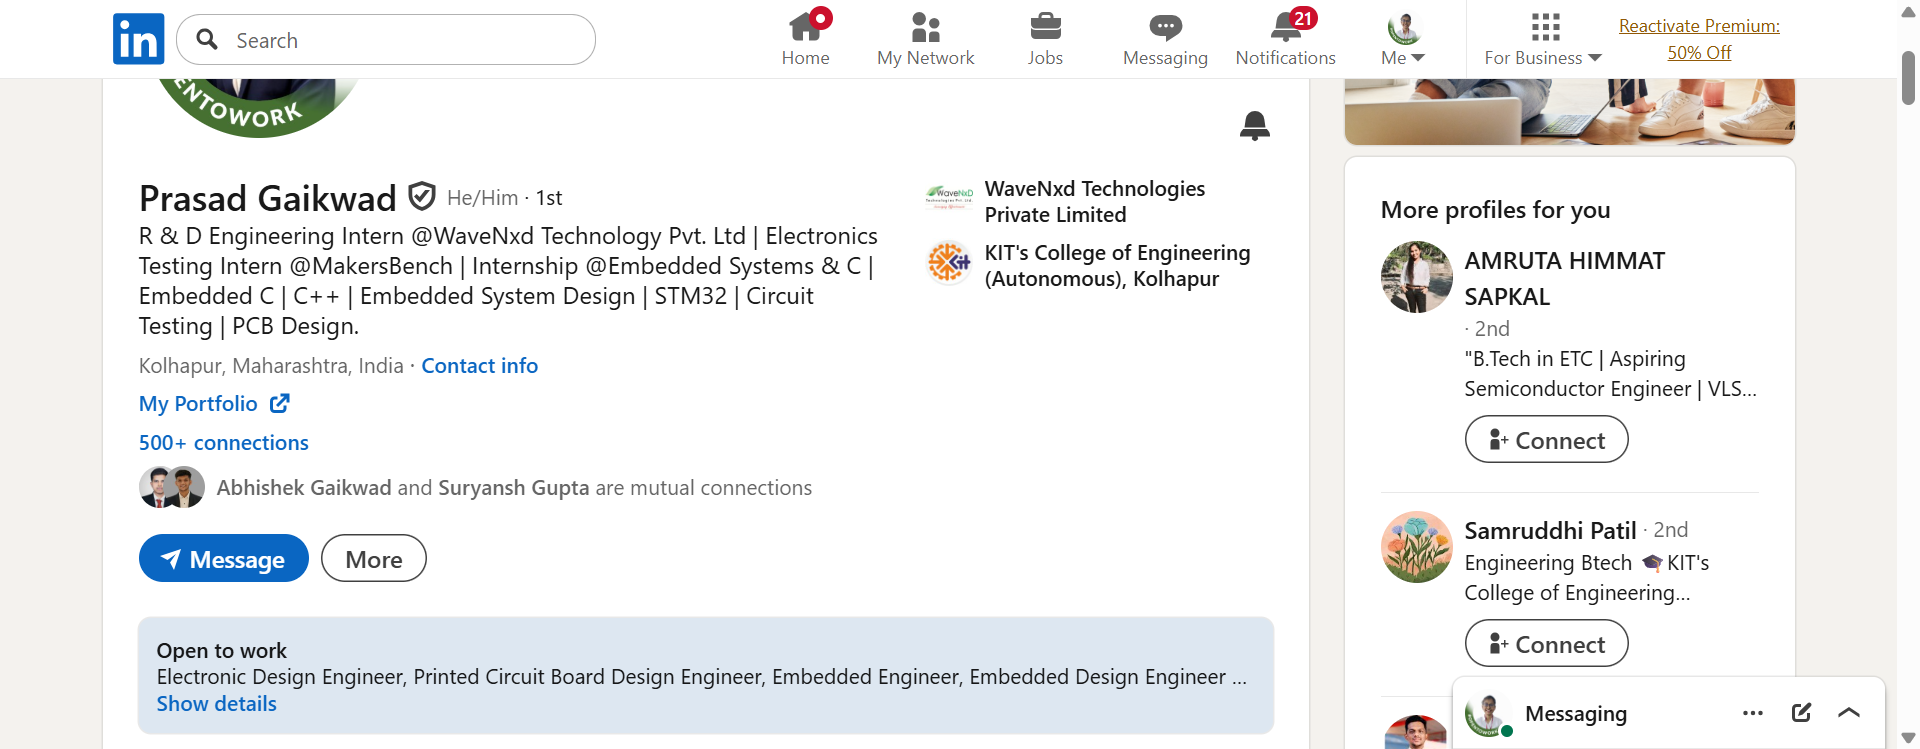 in
Search
Home
My Network
Jobs
Messaging
21
Notifications
Me
For Business
Reactivate Premium:
50% Off
ENTOWORK
Prasad Gaikwad He/Him · 1st
R & D Engineering Intern @WaveNxd Technology Pvt. Ltd | Electronics
Testing Intern @MakersBench | Internship @Embedded Systems & C |
Embedded C | C++ | Embedded System Design | STM32 | Circuit
Testing | PCB Design.
Kolhapur, Maharashtra, India · Contact info
My Portfolio
500+ connections
Abhishek Gaikwad and Suryansh Gupta are mutual connections
Message
More
WaveNxD
WaveNxd Technologies
Private Limited
KIT
KIT's College of Engineering
(Autonomous), Kolhapur
Open to work
Electronic Design Engineer, Printed Circuit Board Design Engineer, Embedded Engineer, Embedded Design Engineer ...
Show details
More profiles for you
AMRUTA HIMMAT
SAPKAL
· 2nd
"B.Tech in ETC | Aspiring
Semiconductor Engineer | VLS...
Connect
Samruddhi Patil · 2nd
Engineering Btech 🎓KIT's
College of Engineering...
Connect
Messaging